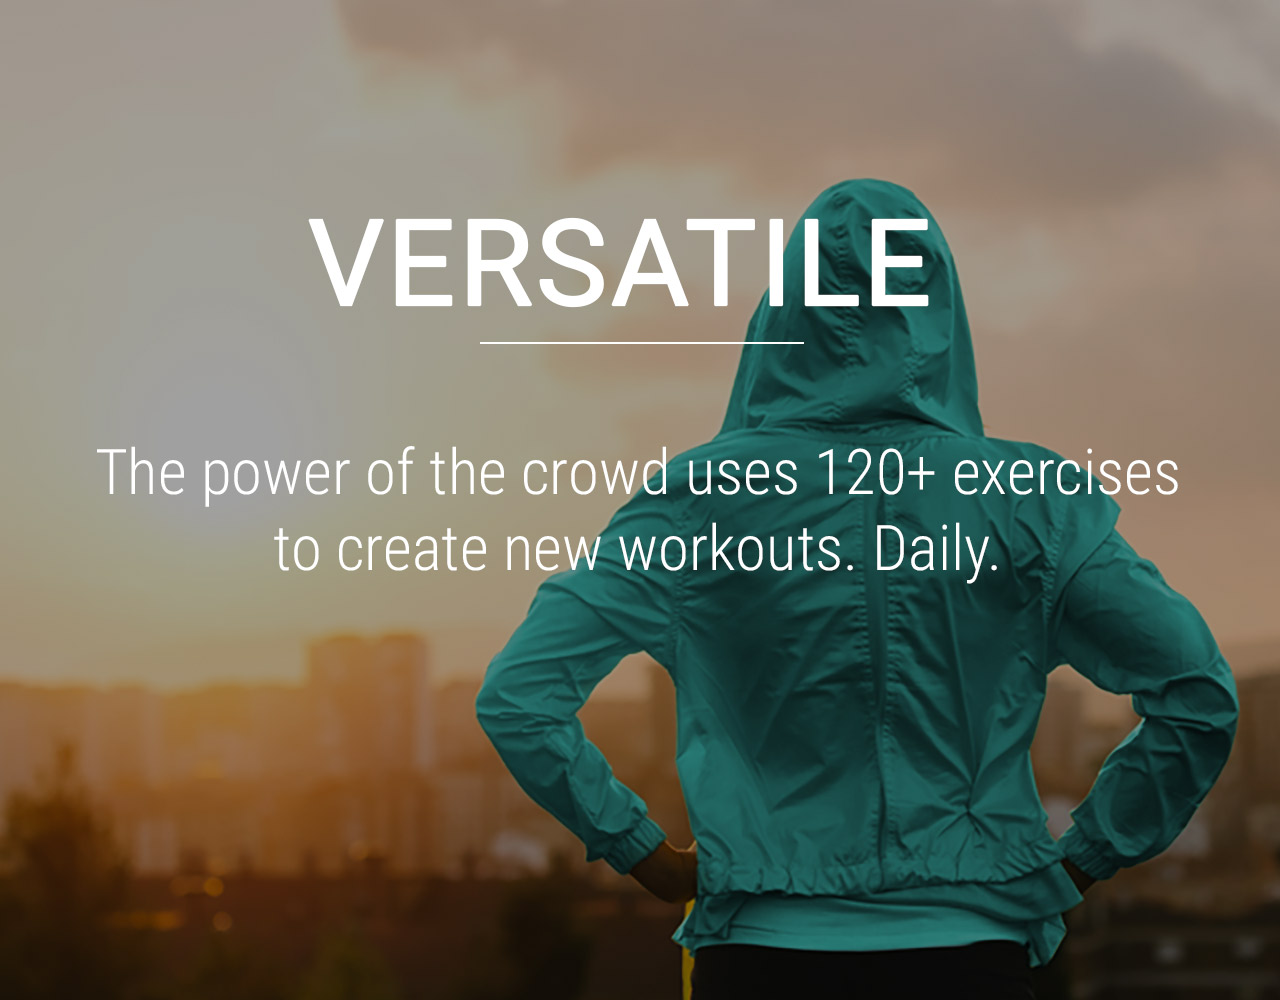 VERSATILE
The power of the crowd uses 120+ exercises
to create new workouts. Daily.